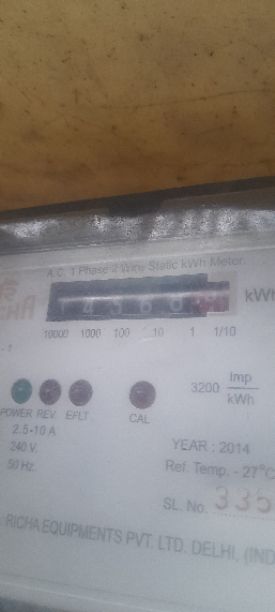 A.C. 1 Phase 2 Wire Static kWh Meter.
10000 1000 100 10 1 1/10
- 1
3200 Imp/kWh
POWER REV. EPLT. CAL
2.5-10 A
240 V.
50 Hz.
YEAR : 2014
Ref. Temp. - 27°C
SL. No. 335
RICHA EQUIPMENTS PVT. LTD. DELHI, (IND